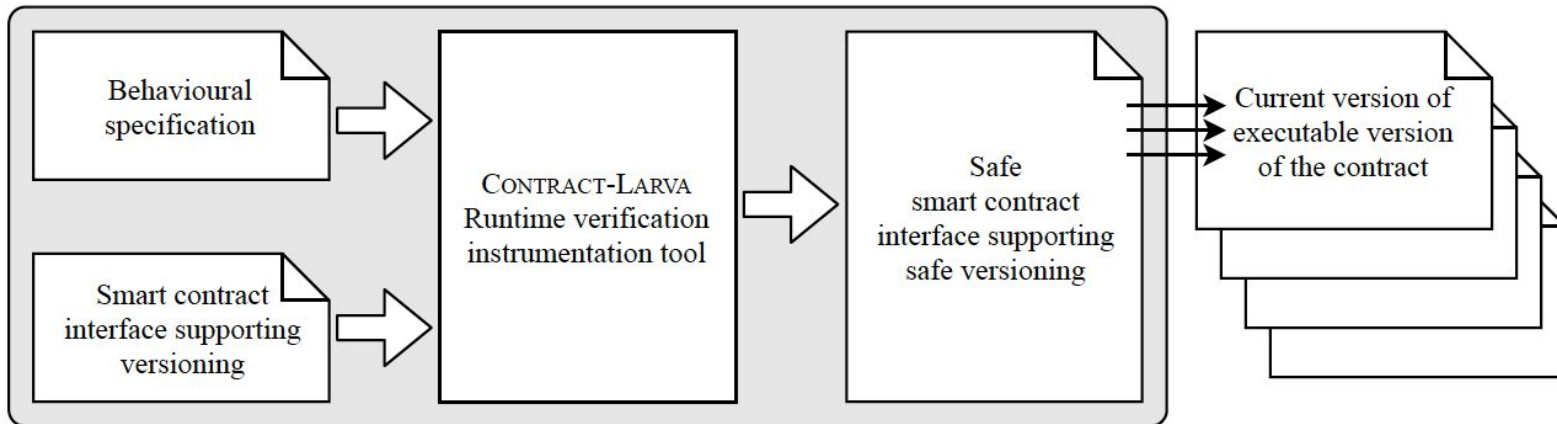 Behavioural
specification
Smart contract
interface supporting
versioning
CONTRACT-LARVA
Runtime verification
instrumentation tool
Safe
smart contract
interface supporting
safe versioning
Current version of
executable version
of the contract